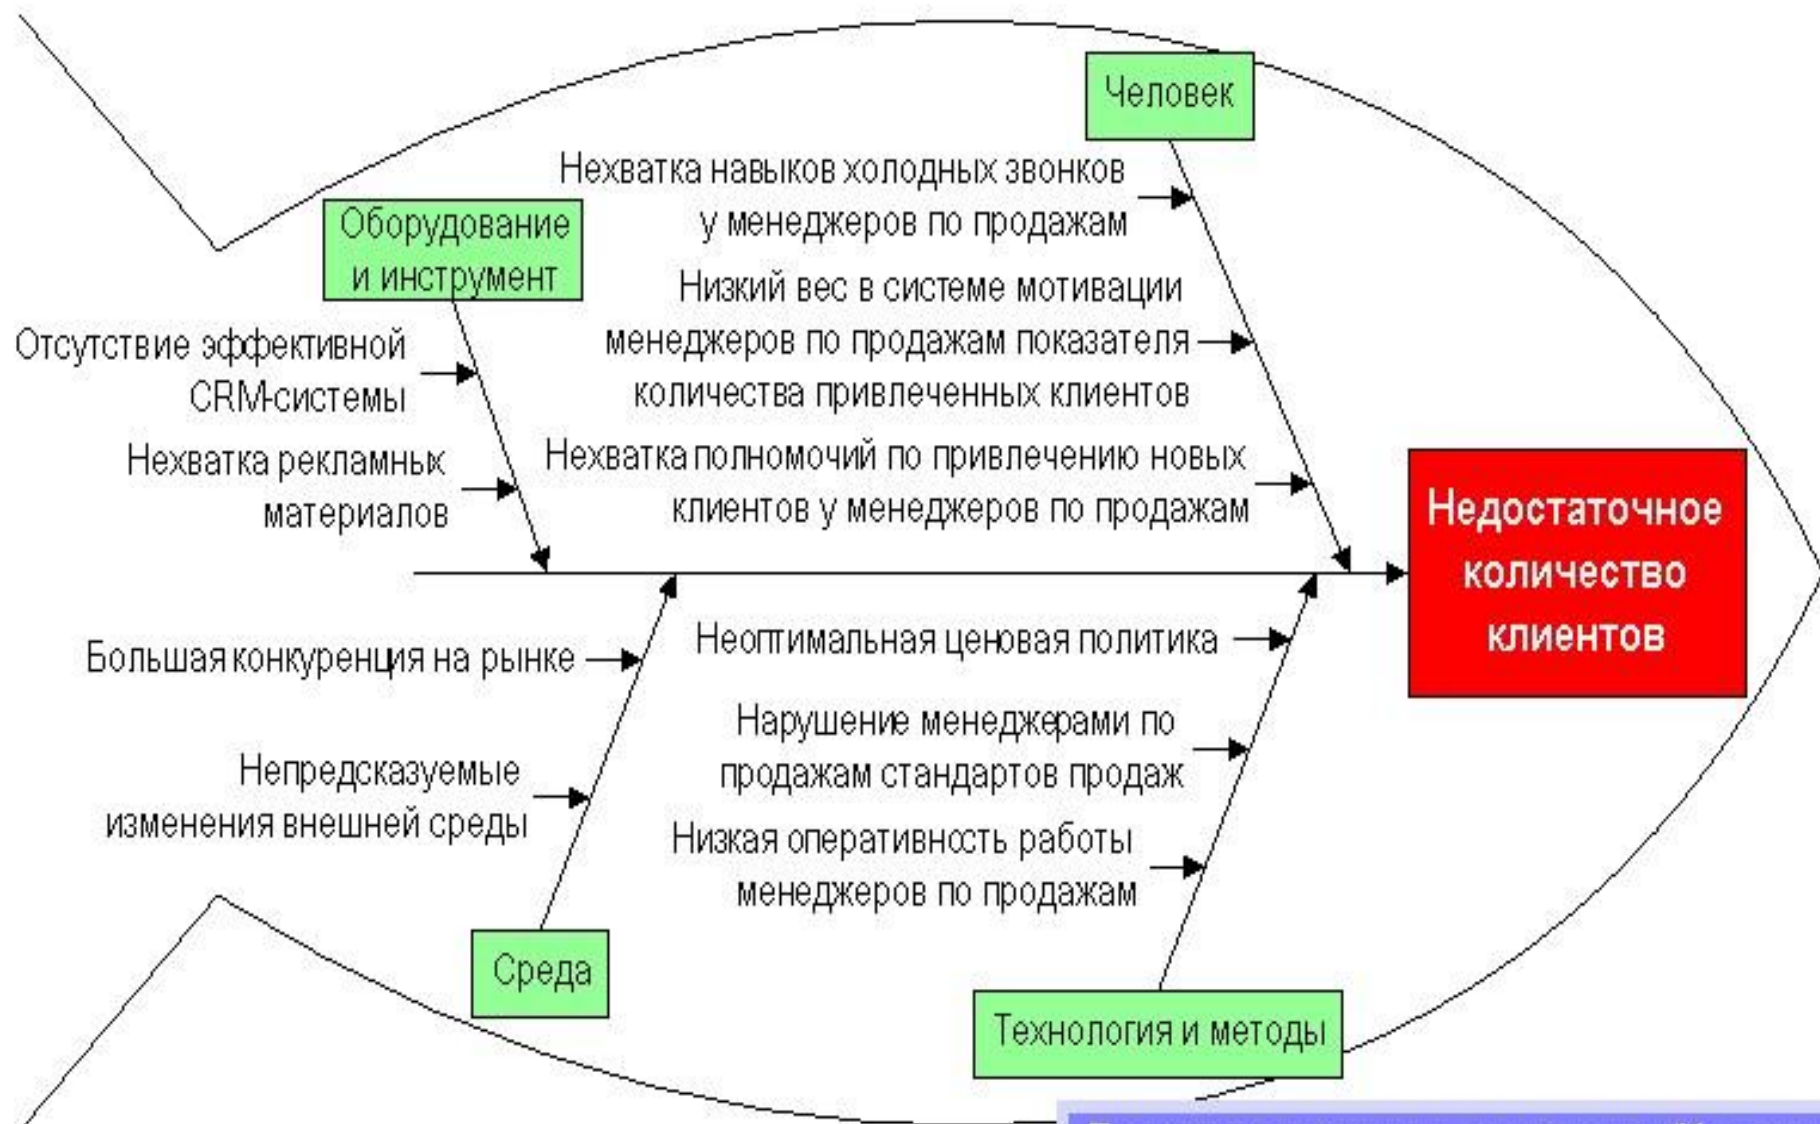 Человек
Нехватка навыков холодных звонков
у менеджеров по продажам
Низкий вес в системе мотивации
менеджеров по продажам показателя
количества привлеченных клиентов
Нехватка полномочий по привлечению новых
клиентов у менеджеров по продажам
Оборудование
и инструмент
Отсутствие эффективной
CRM-системы
Нехватка рекламных
материалов
Недостаточное
количество
клиентов
Большая конкуренция на рынке
Непредсказуемые
изменения внешней среды
Среда
Неоптимальная ценовая политика
Нарушение менеджерами по
продажам стандартов продаж
Низкая оперативность работы
менеджеров по продажам
Технология и методы